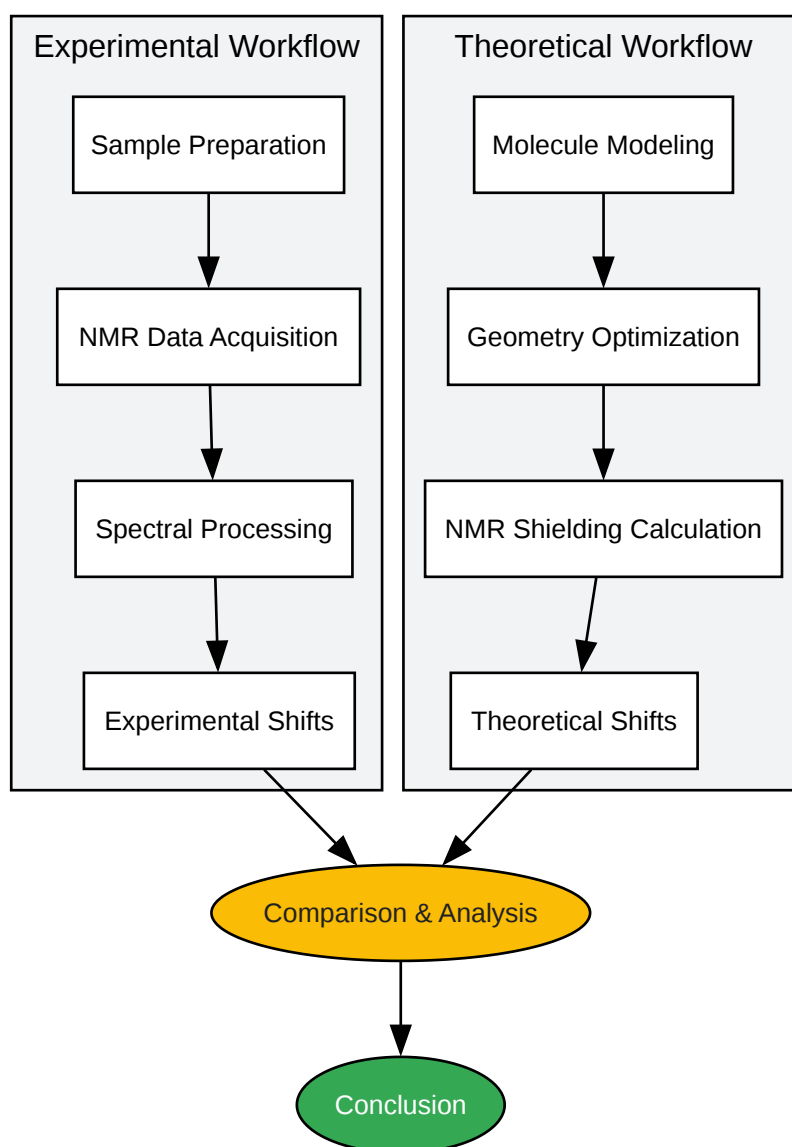 Experimental Workflow
Theoretical Workflow
Sample Preparation
Molecule Modeling
NMR Data Acquisition
Geometry Optimization
Spectral Processing
NMR Shielding Calculation
Experimental Shifts
Theoretical Shifts
Comparison & Analysis
Conclusion